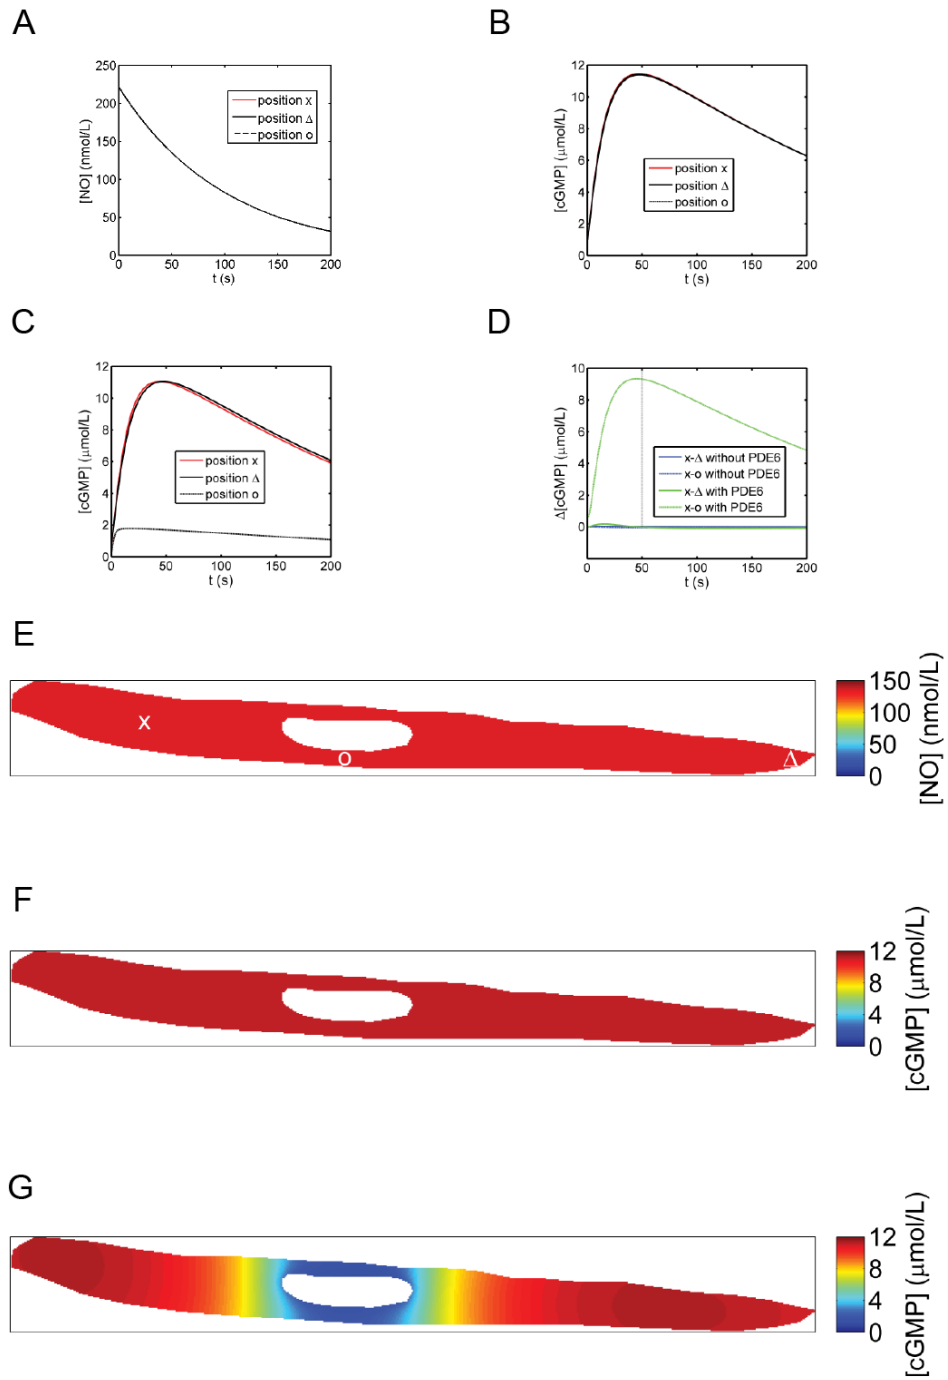 A
B
250
200
150
100
50
0
[NO] (nmol/L)
position x
position Δ
position o
0 50 100 150 200
t (s)
12
10
8
6
4
2
0
[cGMP] (μmol/L)
position x
position Δ
position o
0 50 100 150 200
t (s)
C
D
12
10
8
6
4
2
0
[cGMP] (μmol/L)
position x
position Δ
position o
0 50 100 150 200
t (s)
10
8
6
4
2
0
Δ[cGMP] (μmol/L)
x-Δ without PDE6
x-o without PDE6
x-Δ with PDE6
x-o with PDE6
0 50 100 150 200
t (s)
E
x
o
Δ
150
100
50
0
[NO] (nmol/L)
F
12
8
4
0
[cGMP] (μmol/L)
G
12
8
4
0
[cGMP] (μmol/L)